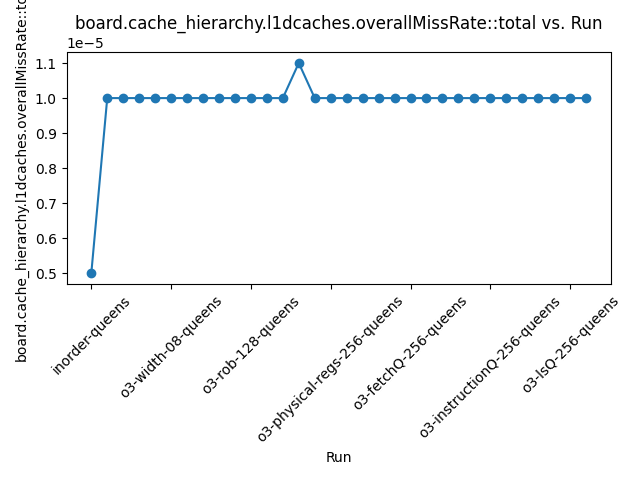 board.cache_hierarchy.l1dcaches.overallMissRate::total vs. Run
1e−5
1.1
1.0
0.9
0.8
0.7
0.6
0.5
board.cache_hierarchy.l1dcaches.overallMissRate::to
inorder-queens
o3-width-08-queens
o3-rob-128-queens
o3-physical-regs-256-queens
o3-fetchQ-256-queens
o3-instructionQ-256-queens
o3-lsQ-256-queens
Run